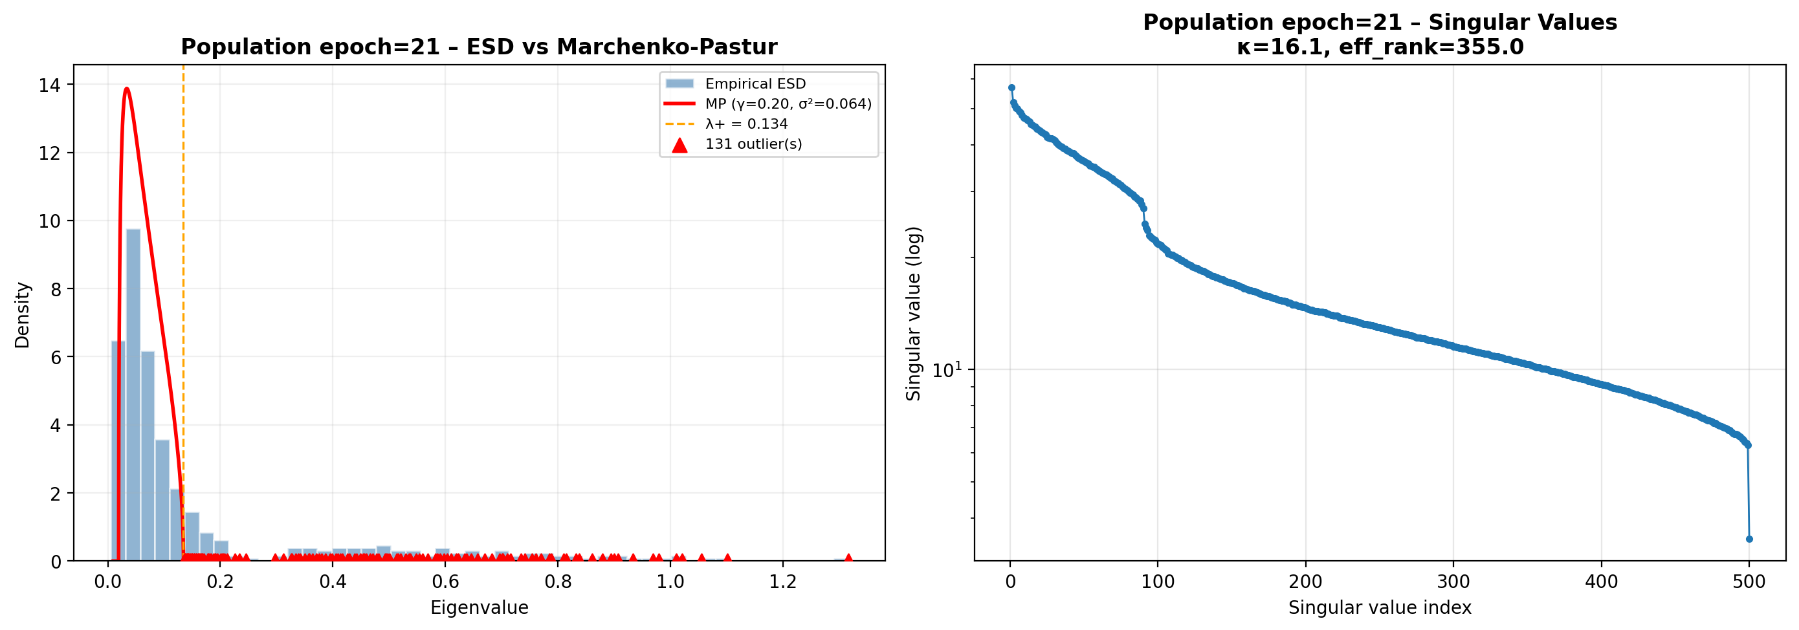 Population epoch=21 – ESD vs Marchenko-Pastur
Density
14
12
10
8
6
4
2
0
0.0 0.2 0.4 0.6 0.8 1.0 1.2
Eigenvalue
Empirical ESD
MP (γ=0.20, σ²=0.064)
λ+ = 0.134
131 outlier(s)
Population epoch=21 – Singular Values
κ=16.1, eff_rank=355.0
Singular value (log)
10¹
0 100 200 300 400 500
Singular value index